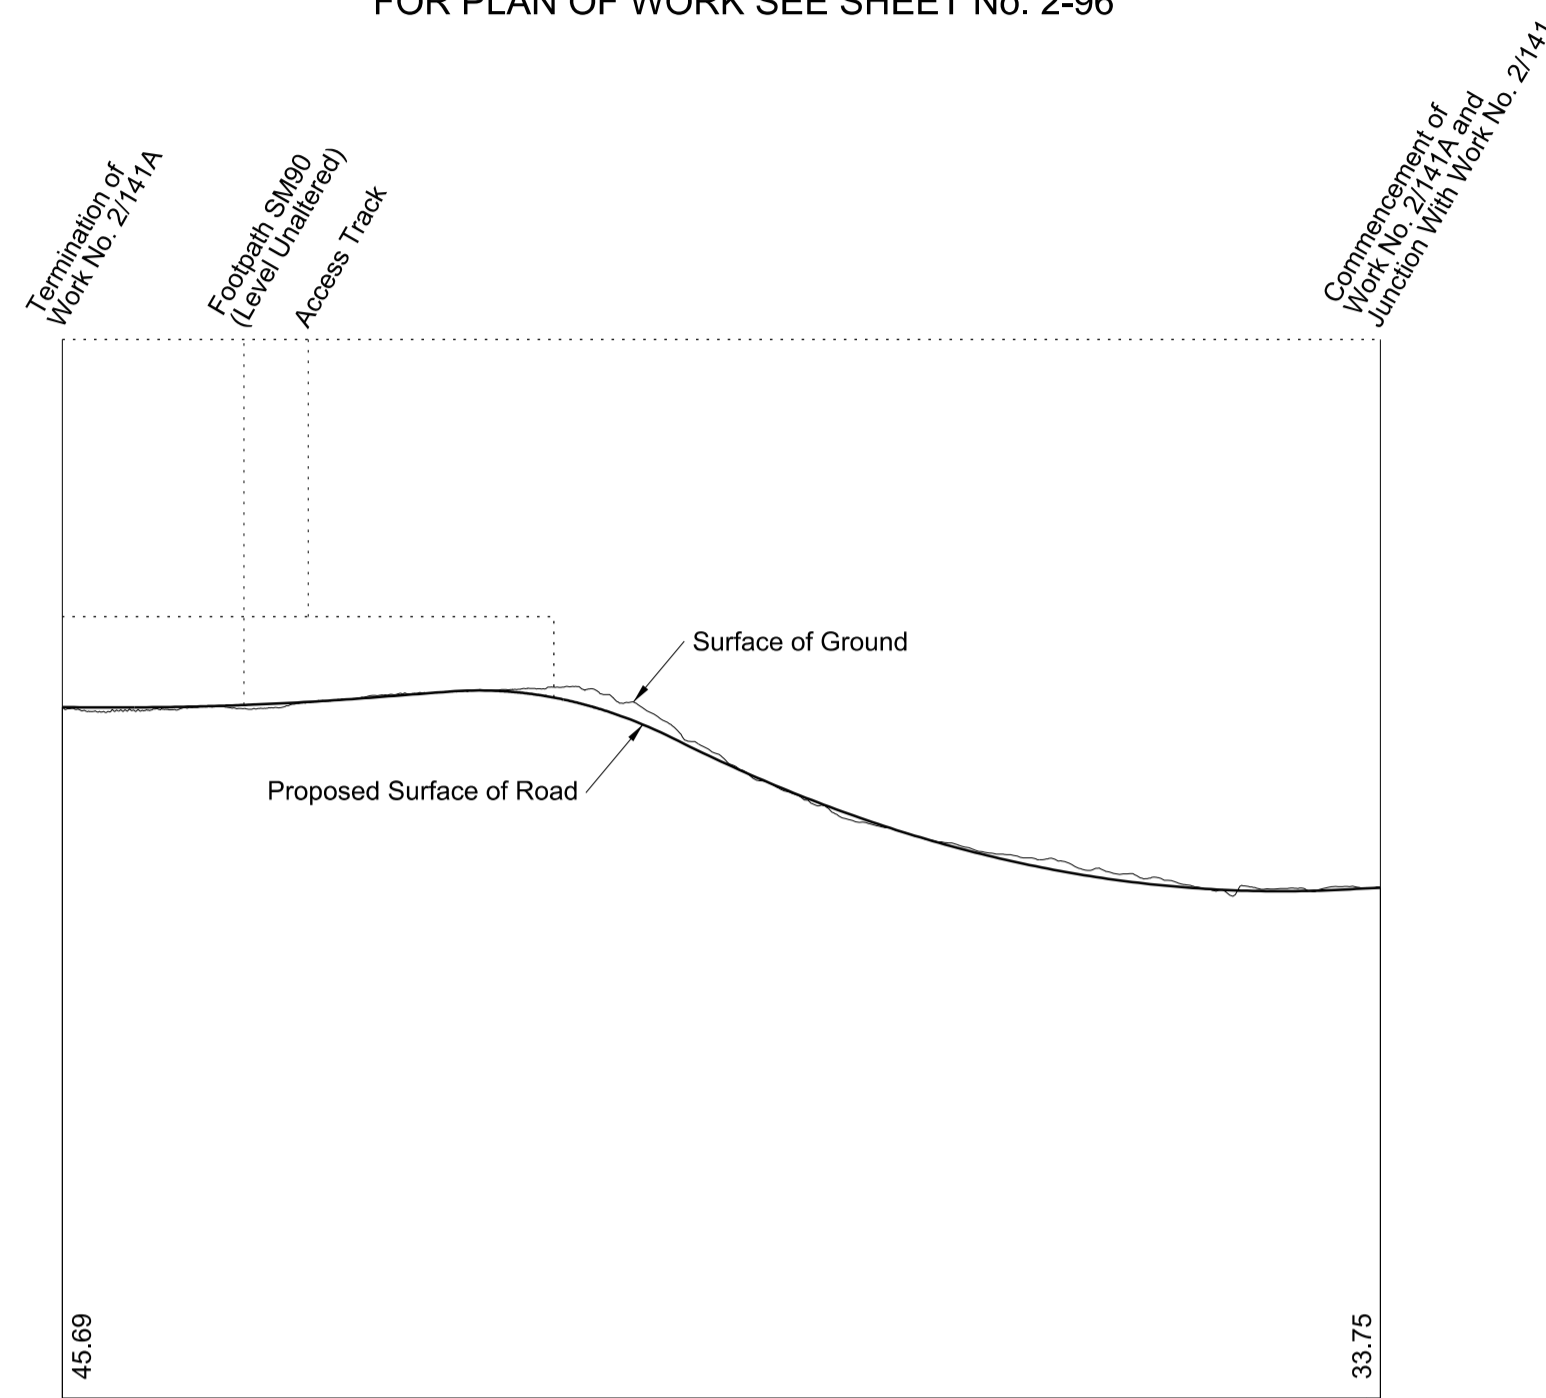 FOR PLAN OF WORK SEE SHEET No. 2-96
Termination of
Work No. 2/141A
Footpath SM90
(Level Unaltered)
Access Track
Commencement of
Work No. 2/141A and
Junction With Work No. 2/141
Surface of Ground
Proposed Surface of Road
45.69
33.75